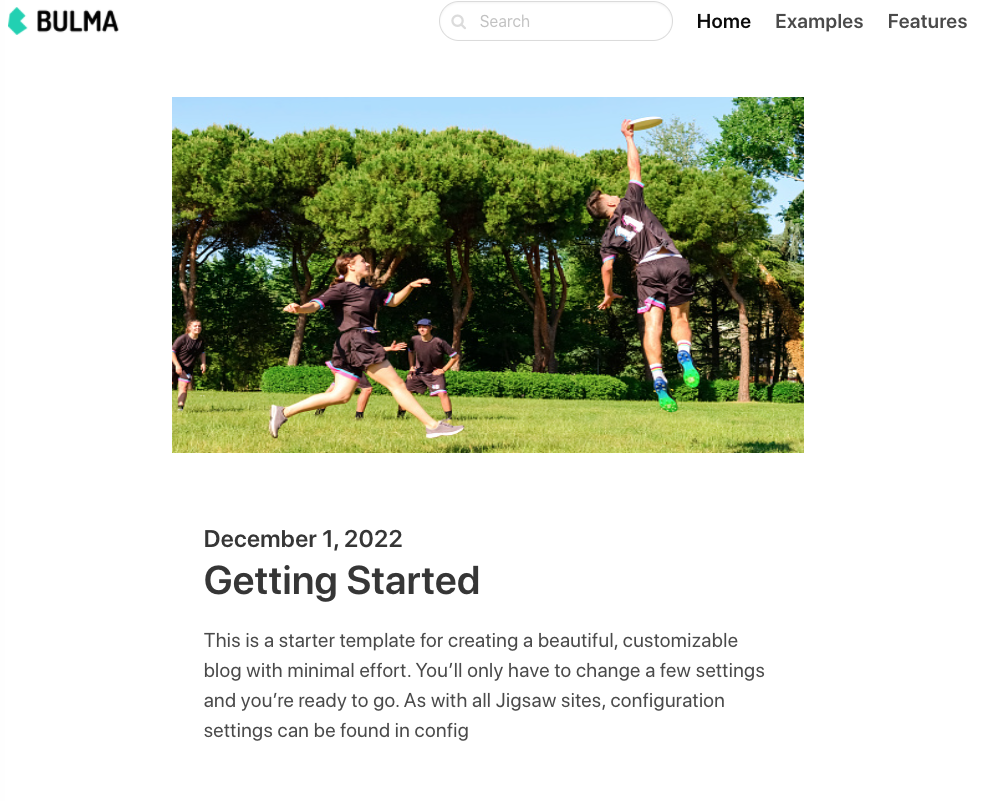 BULMA
Search
Home Examples Features
December 1, 2022
Getting Started
This is a starter template for creating a beautiful, customizable
blog with minimal effort. You’ll only have to change a few settings
and you’re ready to go. As with all Jigsaw sites, configuration
settings can be found in config